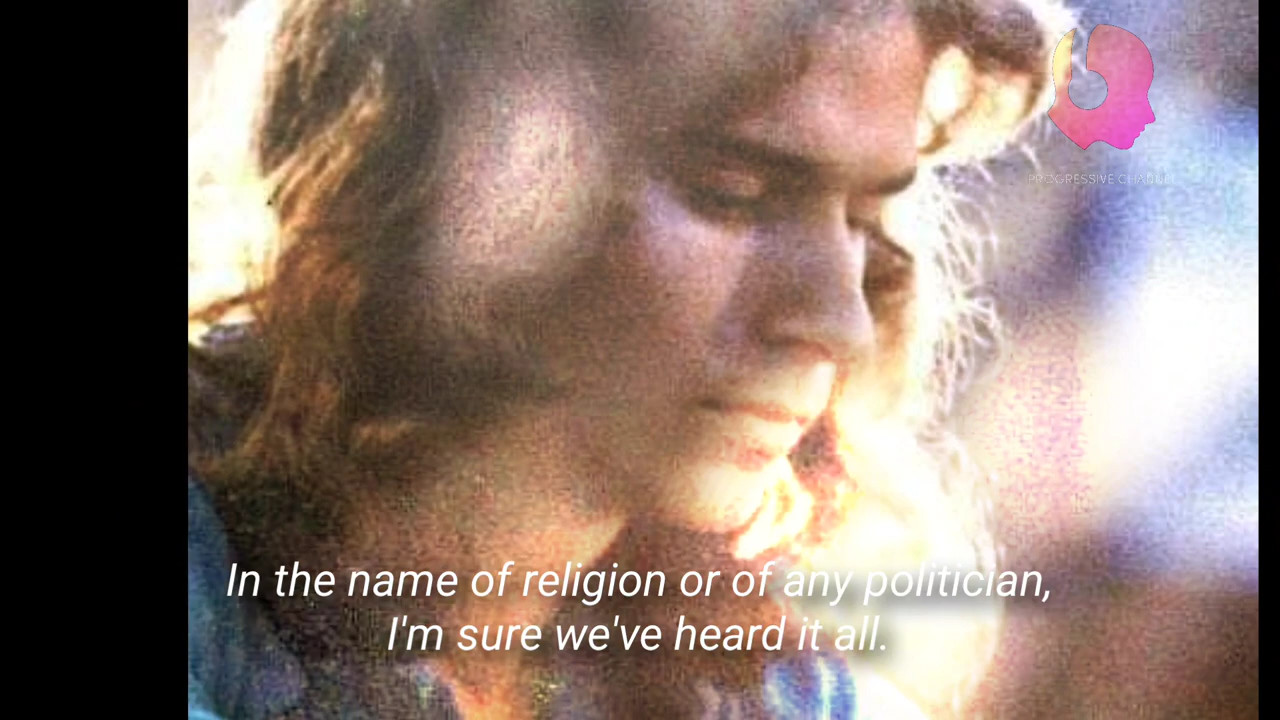 PROGRESSIVE CHANNEL
In the name of religion or of any politician,
I'm sure we've heard it all.